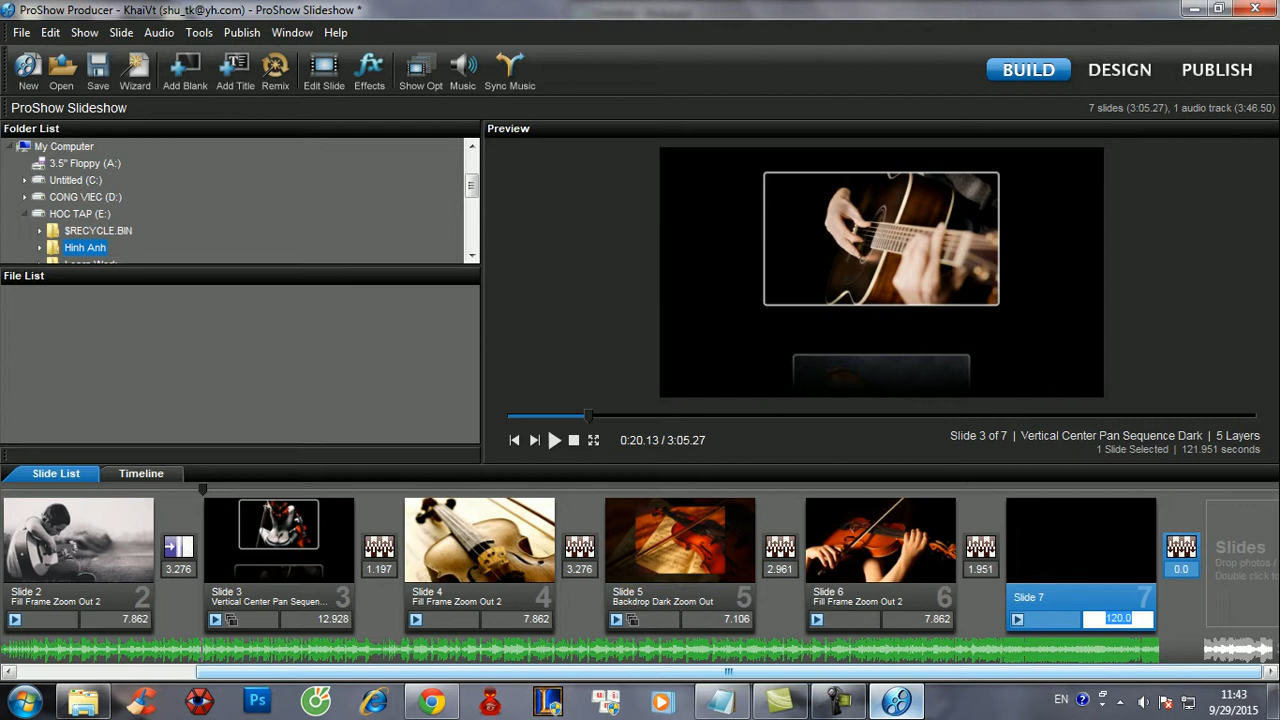 ProShow Producer - KhaiVt (shu_tk@yh.com) - ProShow Slideshow *
File Edit Show Slide Audio Tools Publish Window Help
New Open Save Wizard Add Blank Add Title Remix Edit Slide Effects Show Opt Music Sync Music
BUILD DESIGN PUBLISH
ProShow Slideshow
7 slides (3:05.27), 1 audio track (3:46.50)
Folder List
My Computer
3.5" Floppy (A:)
Untitled (C:)
CONG VIEC (D:)
HOC TAP (E:)
$RECYCLE.BIN
Hinh Anh
File List
Preview
0:20.13 / 3:05.27
Slide 3 of 7 | Vertical Center Pan Sequence Dark | 5 Layers
1 Slide Selected | 121.951 seconds
Slide List Timeline
Slide 2
Fill Frame Zoom Out 2
2
7.862
3.276
Slide 3
Vertical Center Pan Sequen...
3
12.928
1.197
Slide 4
Fill Frame Zoom Out 2
4
7.862
3.276
Slide 5
Backdrop Dark Zoom Out
5
7.106
2.961
Slide 6
Fill Frame Zoom Out 2
6
7.862
1.951
Slide 7
7
120.0
0.0
Slides
Drop photos /
Double click to
Ps
EN
11:43
9/29/2015